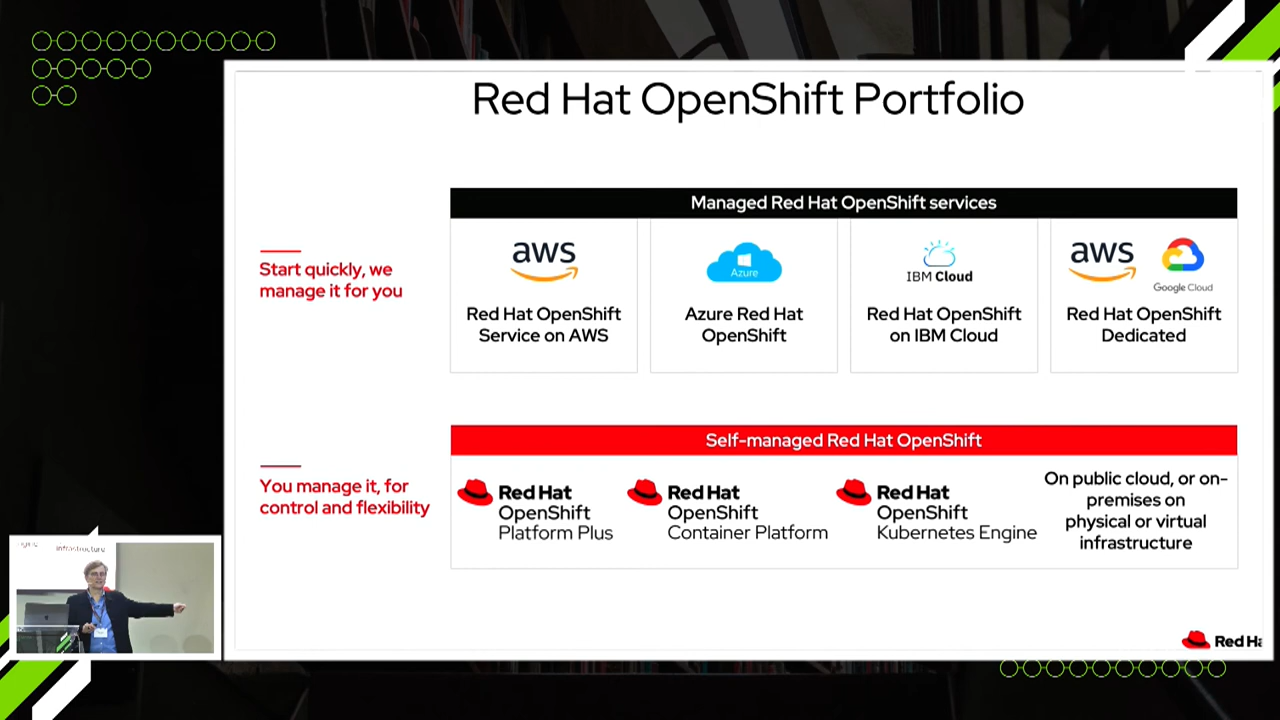 Red Hat OpenShift Portfolio
Managed Red Hat OpenShift services
Start quickly, we
manage it for you
aws
Red Hat OpenShift
Service on AWS
Azure
Azure Red Hat
OpenShift
IBM Cloud
Red Hat OpenShift
on IBM Cloud
aws
Google Cloud
Red Hat OpenShift
Dedicated
Self-managed Red Hat OpenShift
You manage it, for
control and flexibility
Red Hat
OpenShift
Platform Plus
Red Hat
OpenShift
Container Platform
Red Hat
OpenShift
Kubernetes Engine
On public cloud, or on-
premises on
physical or virtual
infrastructure
infrastructure
Red Ha